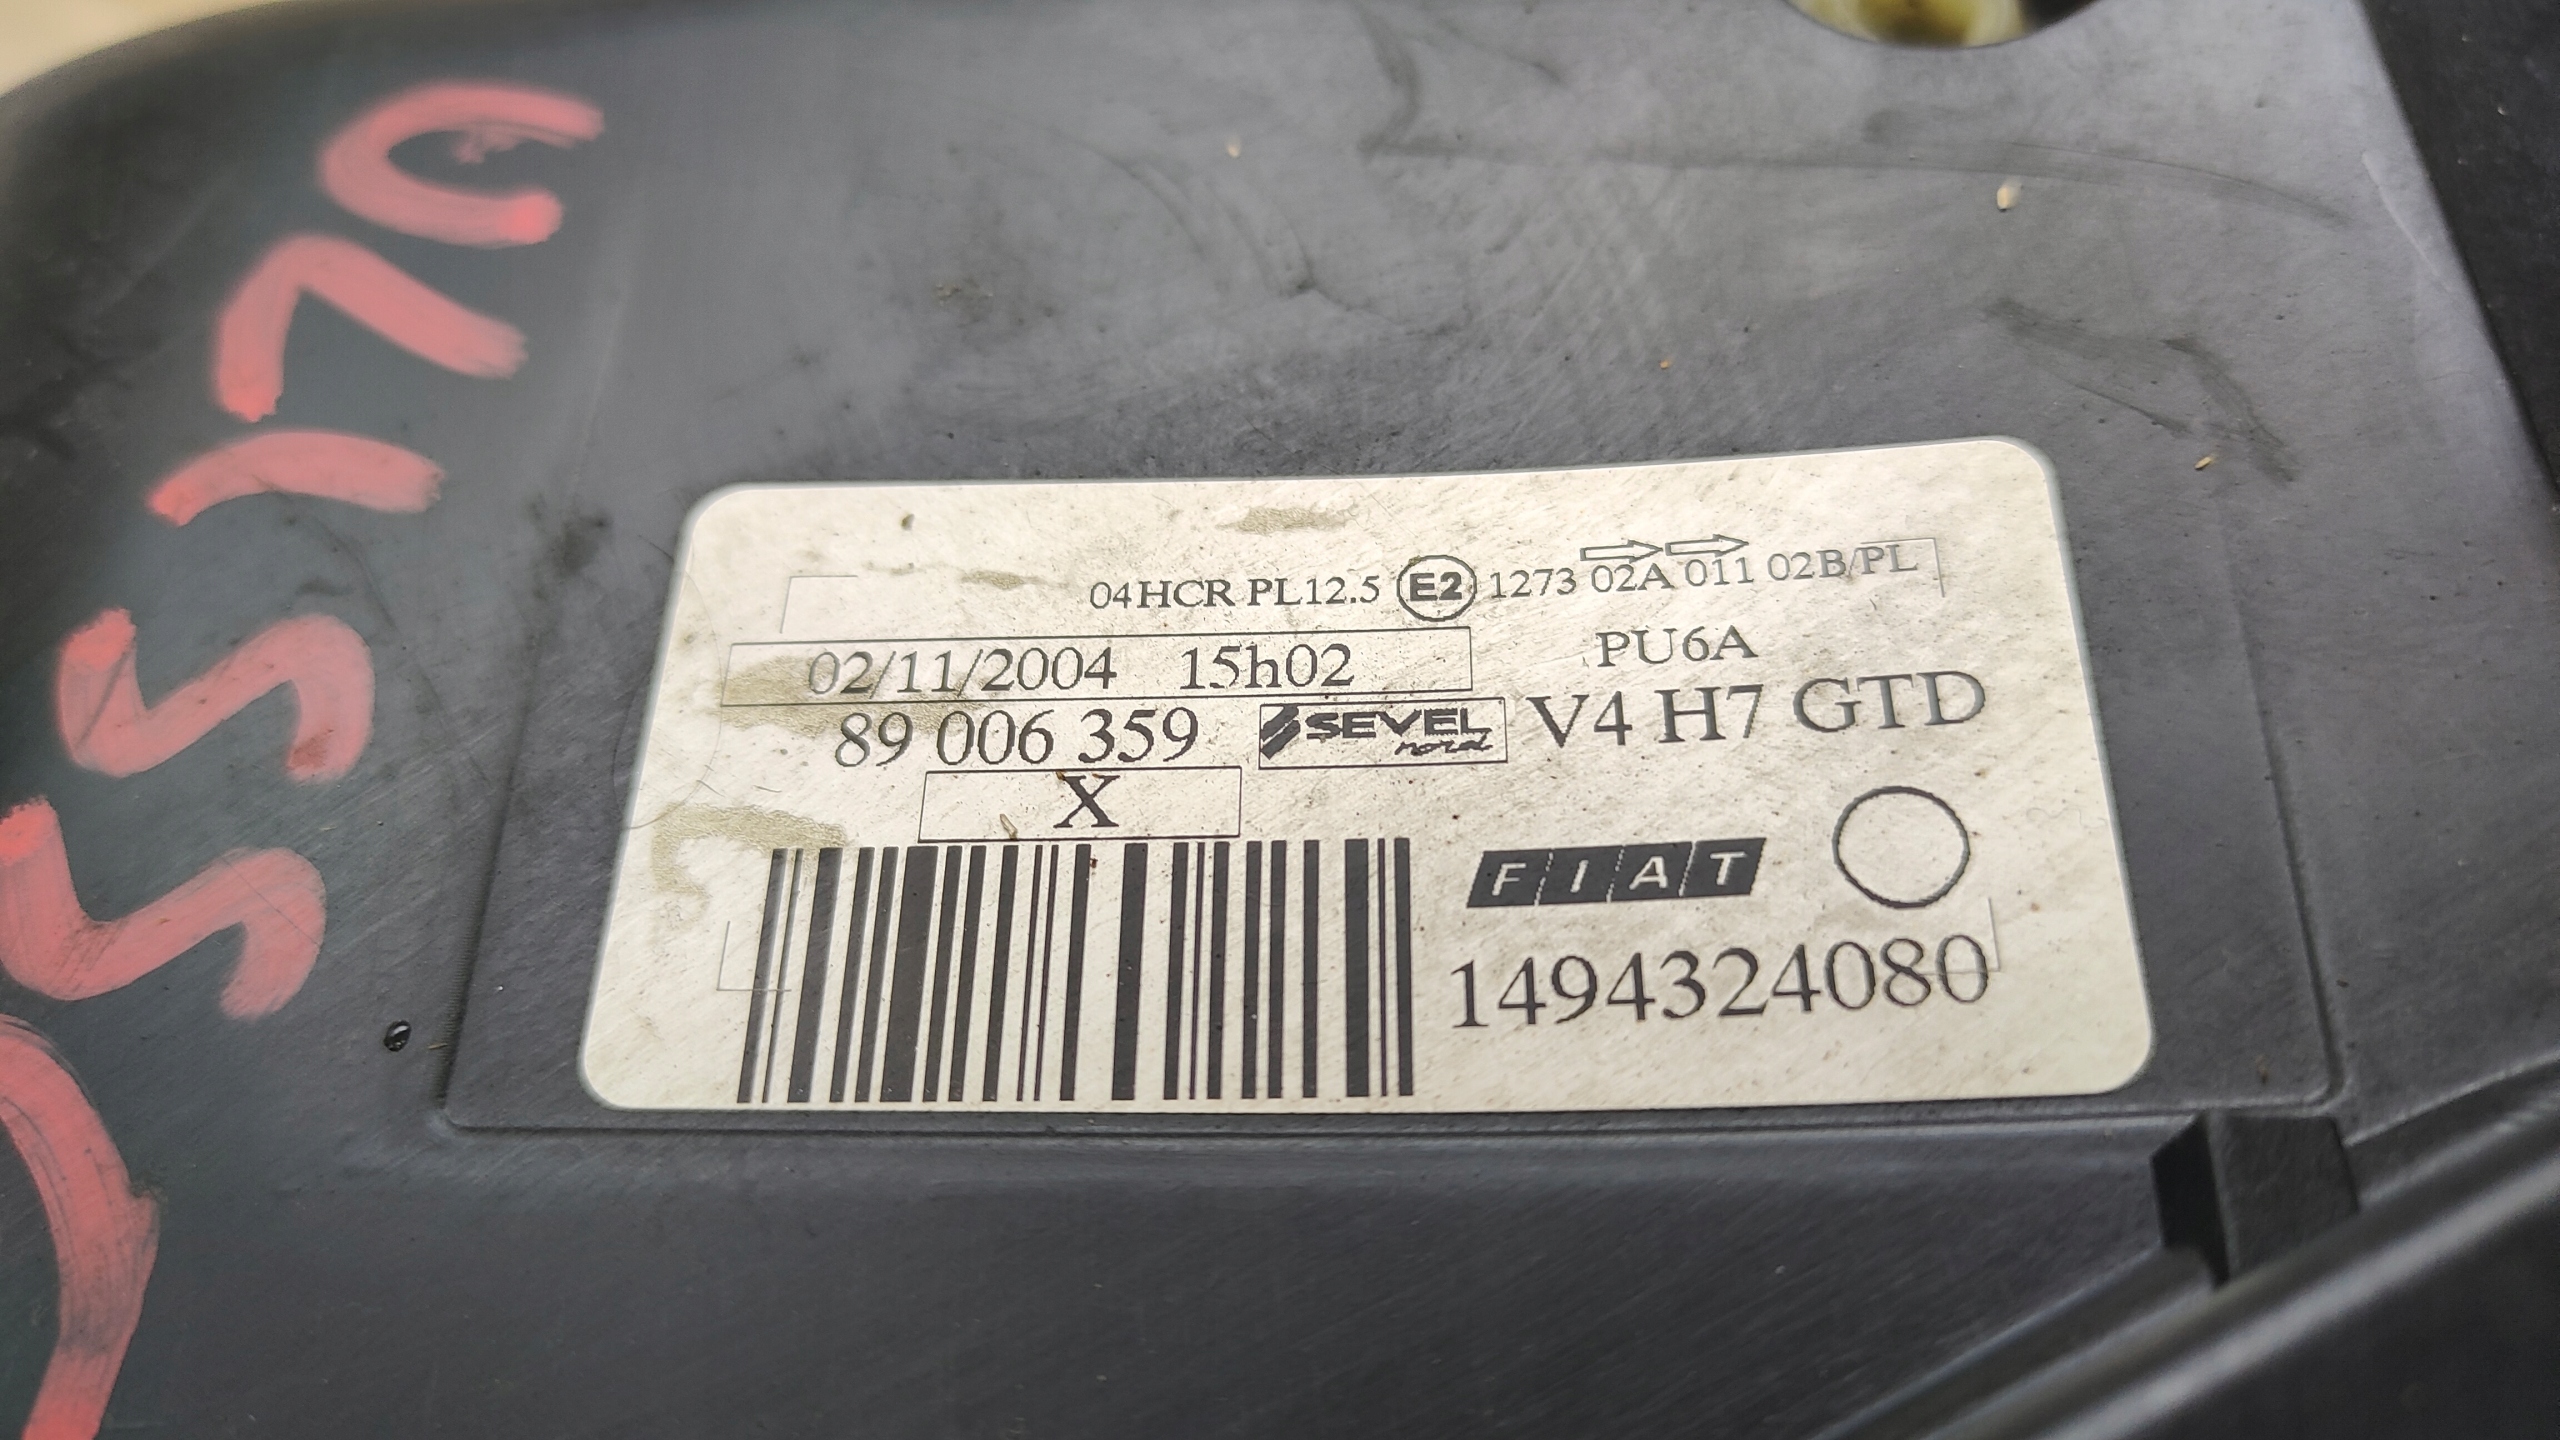 04HCR PL12.5 E2 1273 02A 011 02B/PL
02/11/2004 15h02 PU6A
89 006 359 SEVEL nord V4 H7 GTD
X
FIAT
1494324080